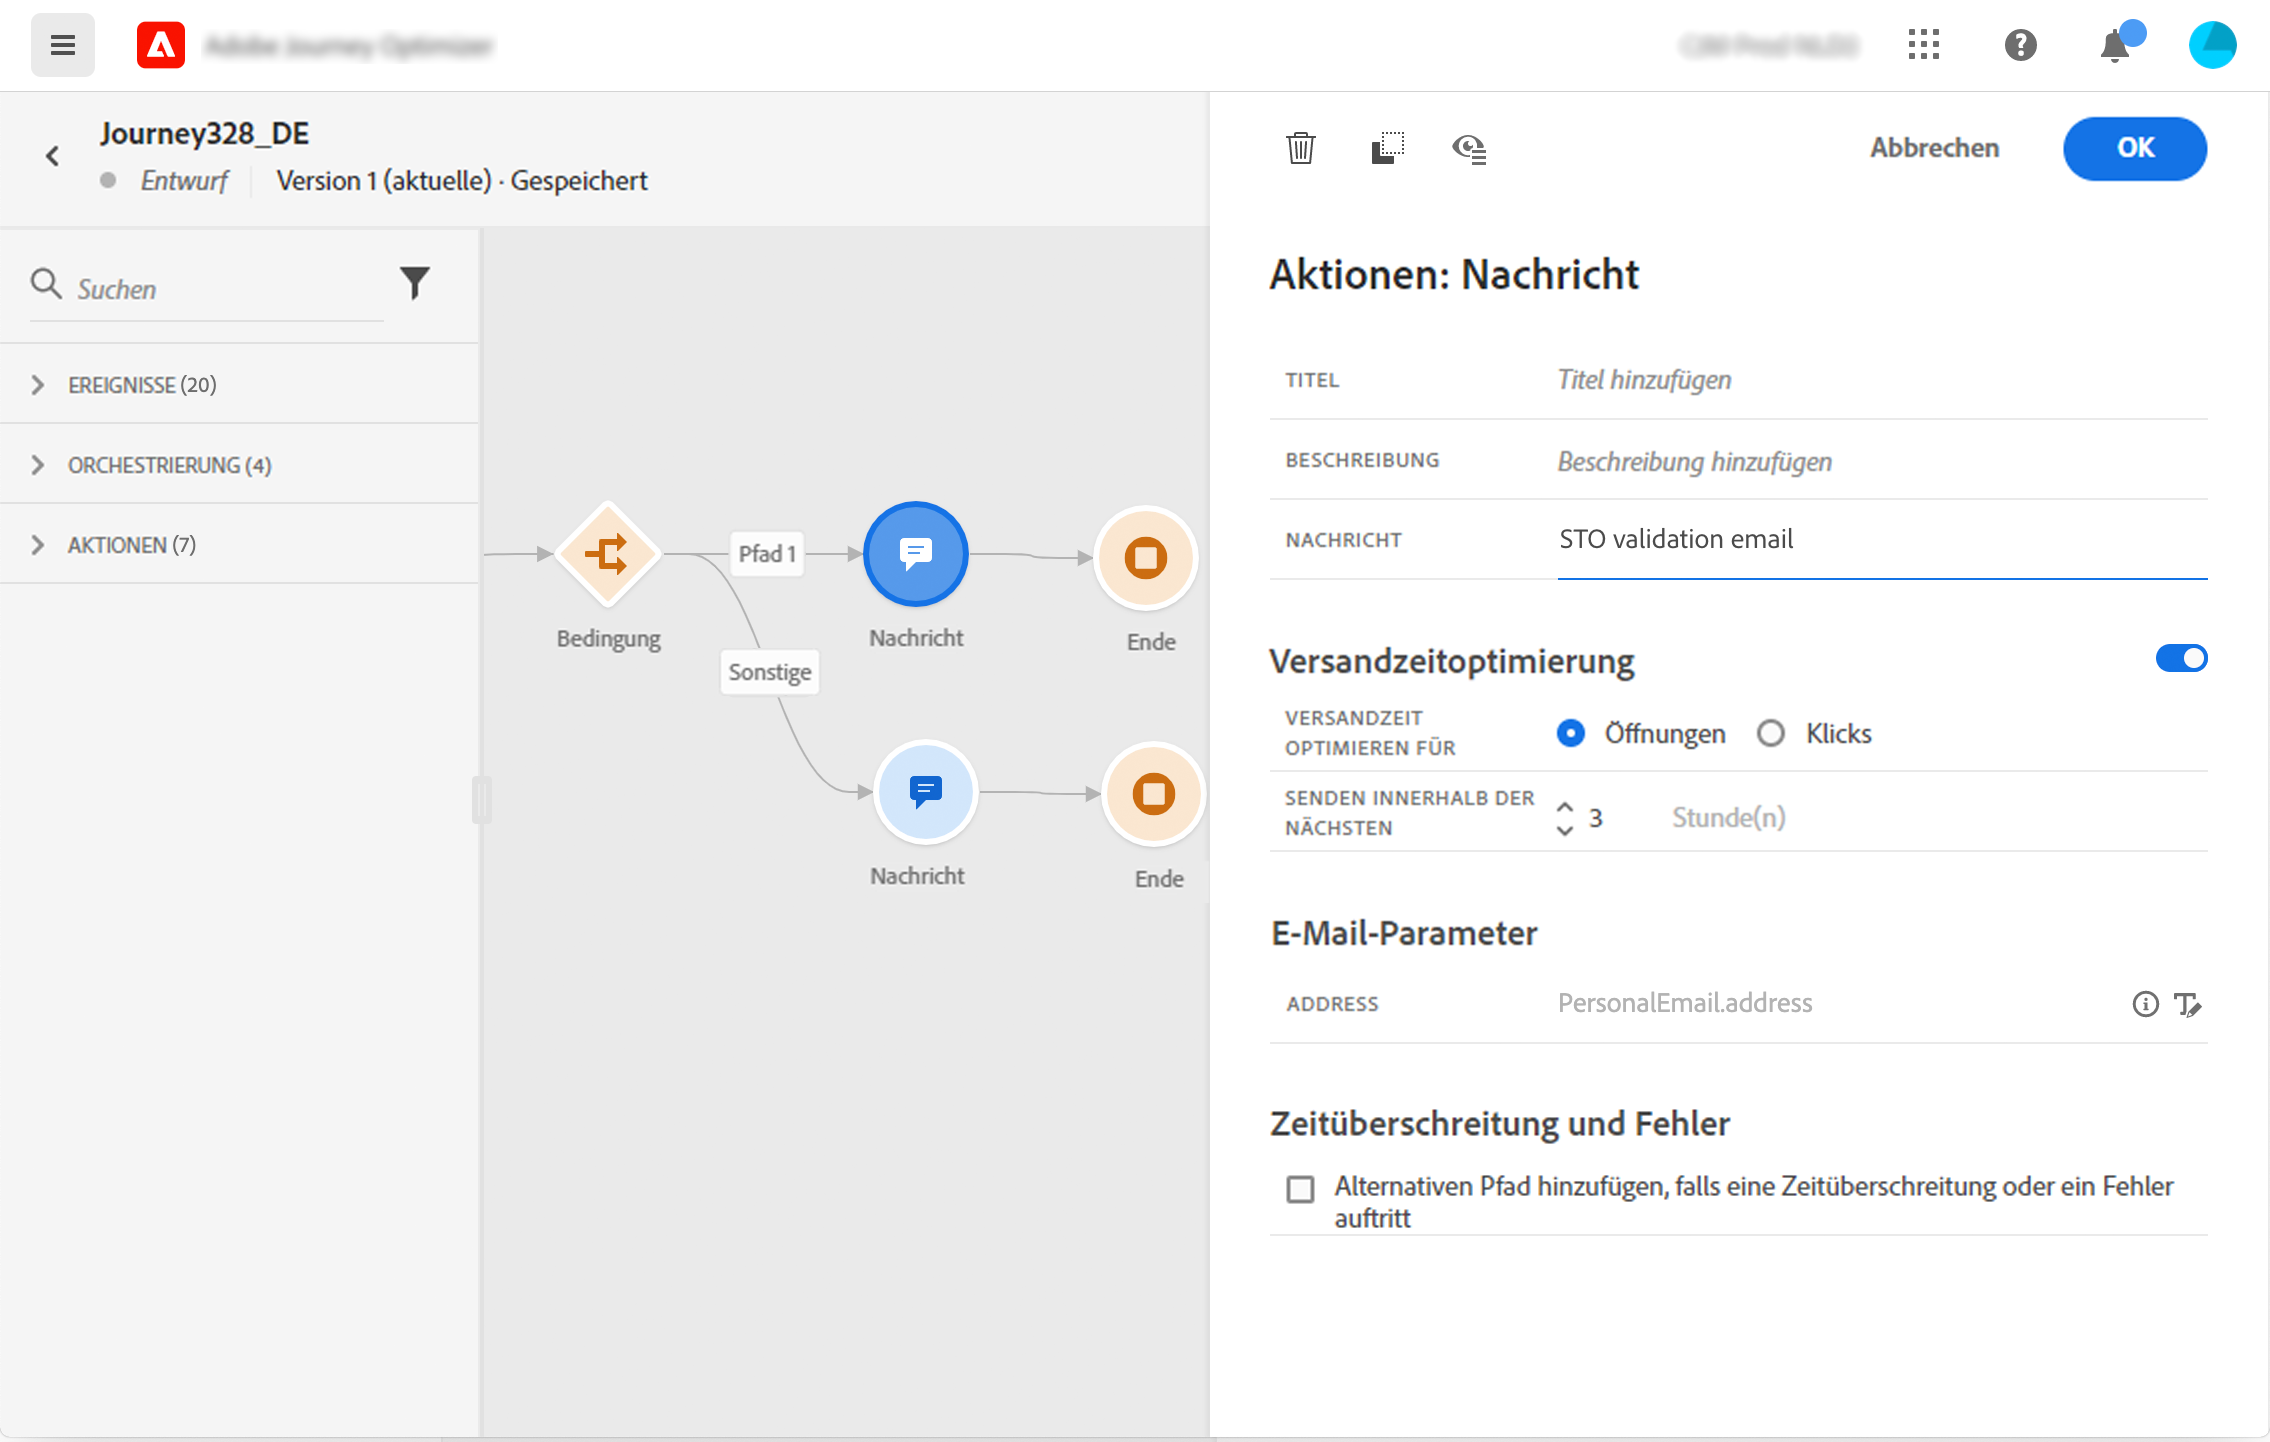 Journey328_DE
Entwurf
Version 1 (aktuelle) · Gespeichert
Suchen
EREIGNISSE (20)
ORCHESTRIERUNG (4)
AKTIONEN (7)
Bedingung
Pfad 1
Nachricht
Ende
Sonstige
Nachricht
Ende
Abbrechen
OK
Aktionen: Nachricht
TITEL
Titel hinzufügen
BESCHREIBUNG
Beschreibung hinzufügen
NACHRICHT
STO validation email
Versandzeitoptimierung
VERSANDZEIT
OPTIMIEREN FÜR
Öffnungen
Klicks
SENDEN INNERHALB DER
NÄCHSTEN
3
Stunde(n)
E-Mail-Parameter
ADDRESS
PersonalEmail.address
Zeitüberschreitung und Fehler
Alternativen Pfad hinzufügen, falls eine Zeitüberschreitung oder ein Fehler
auftritt